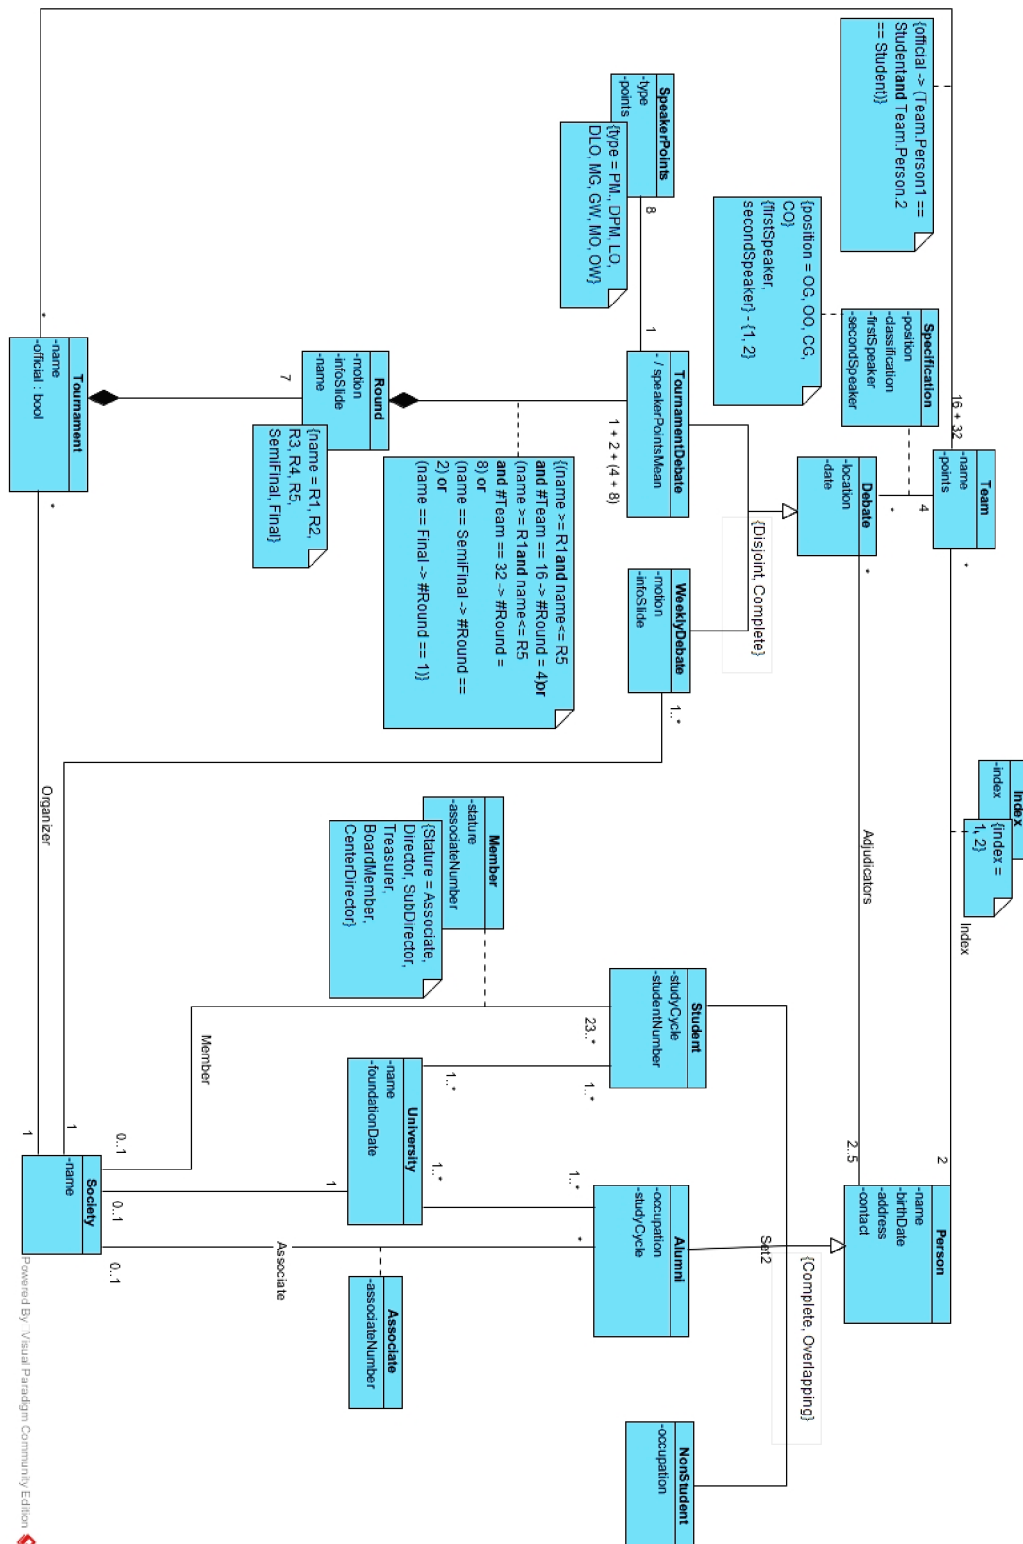 {official -> (Team.Person1 ==
Studentand Team.Person.2
== Student)}
SpeakerPoints
-type
-points
{type = PM., DPM, LO,
DLO, MG, GW, MO, OW}
8
1
{position = OG, OO, CG,
CO}
{firstSpeaker,
secondSpeaker} - {1, 2}
Specification
-position
-classification
-firstSpeaker
-secondSpeaker
16 + 32
Team
-name
-points
4
*
*
Debate
-location
-date
*
TournamentDebate
- / speakerPointsMean
1 + 2 + (4 + 8)
{Disjoint, Complete}
Round
-motion
-infoSlide
-name
7
{name = R1, R2,
R3, R4, R5,
SemiFinal, Final}
*
Tournament
-name
-official : bool
*
{(name >= R1and name<= R5
and #Team == 16 -> #Round = 4)or
(name >= R1and name<= R5
and #Team == 32 -> #Round =
8) or
(name == SemiFinal -> #Round ==
2) or
(name == Final -> #Round == 1)}
WeeklyDebate
-motion
-infoSlide
1..*
Index
-index
{index =
1, 2}
Index
Adjudicators
Organizer
Member
-stature
-associateNumber
{Stature = Associate,
Director, SubDirector,
Treasurer,
BoardMember,
CenterDirector}
Student
-studyCycle
-studentNumber
23..*
1..*
Member
University
-name
-foundationDate
1..*
1..*
1
1..*
2..5
2
Person
-name
-birthDate
-address
-contact
Alumni
-occupation
-studyCycle
*
Set2
{Complete, Overlapping}
1
1
0..1
0..1
0..1
Society
-name
Associate
Associate
-associateNumber
NonStudent
-occupation
Powered By Visual Paradigm Community Edition